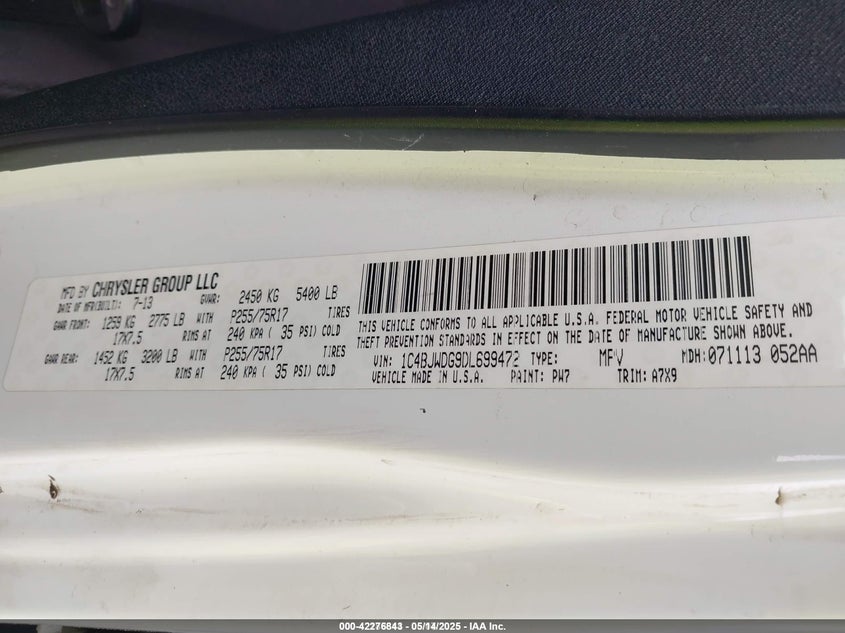 MFD BY CHRYSLER GROUP LLC
DATE OF MFR(BUILT): 7-13 GVWR: 2450 KG 5400 LB
GAWR FRONT: 1259 KG 2775 LB WITH P255/75R17 TIRES
17X7.5 RIMS AT 240 KPA ( 35 PSI) COLD
GAWR REAR: 1452 KG 3200 LB WITH P255/75R17 TIRES
17X7.5 RIMS AT 240 KPA ( 35 PSI) COLD
THIS VEHICLE CONFORMS TO ALL APPLICABLE U.S.A. FEDERAL MOTOR VEHICLE SAFETY AND
THEFT PREVENTION STANDARDS IN EFFECT ON THE DATE OF MANUFACTURE SHOWN ABOVE.
VIN: 1C4BJWDG9DL699472 TYPE: MPV MDH: 071113 052AA
VEHICLE MADE IN U.S.A. PAINT: PW7 TRIM: A7X9
000-42276843 / 05/14/2025 - IAA Inc.